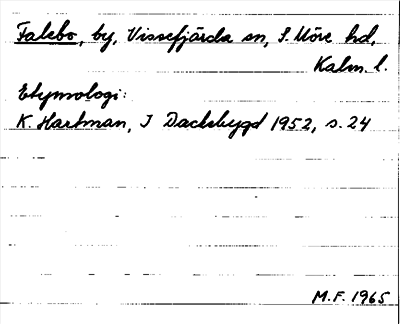 Falebo, by, Vissefjärda sn, S. Möre hd,
Kalm. l.
Etymologi:
K. Hartman, I Dackebygd 1952, s. 24
M.F. 1965